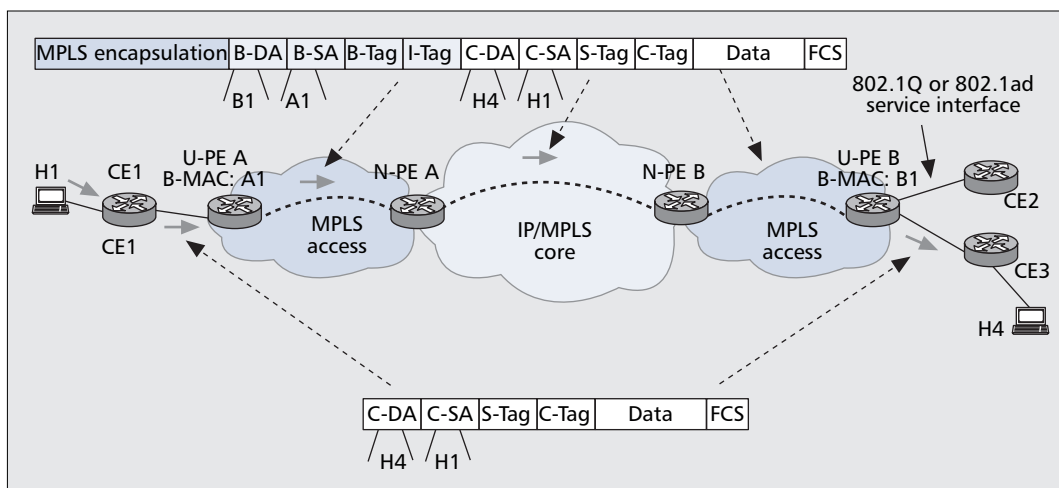 MPLS encapsulation B-DA B-SA B-Tag I-Tag C-DA C-SA S-Tag C-Tag Data FCS
B1 A1 H4 H1
802.1Q or 802.1ad
service interface
H1
CE1
CE1
U-PE A
B-MAC: A1
MPLS
access
N-PE A
IP/MPLS
core
N-PE B
MPLS
access
U-PE B
B-MAC: B1
CE2
CE3
H4
C-DA C-SA S-Tag C-Tag Data FCS
H4 H1